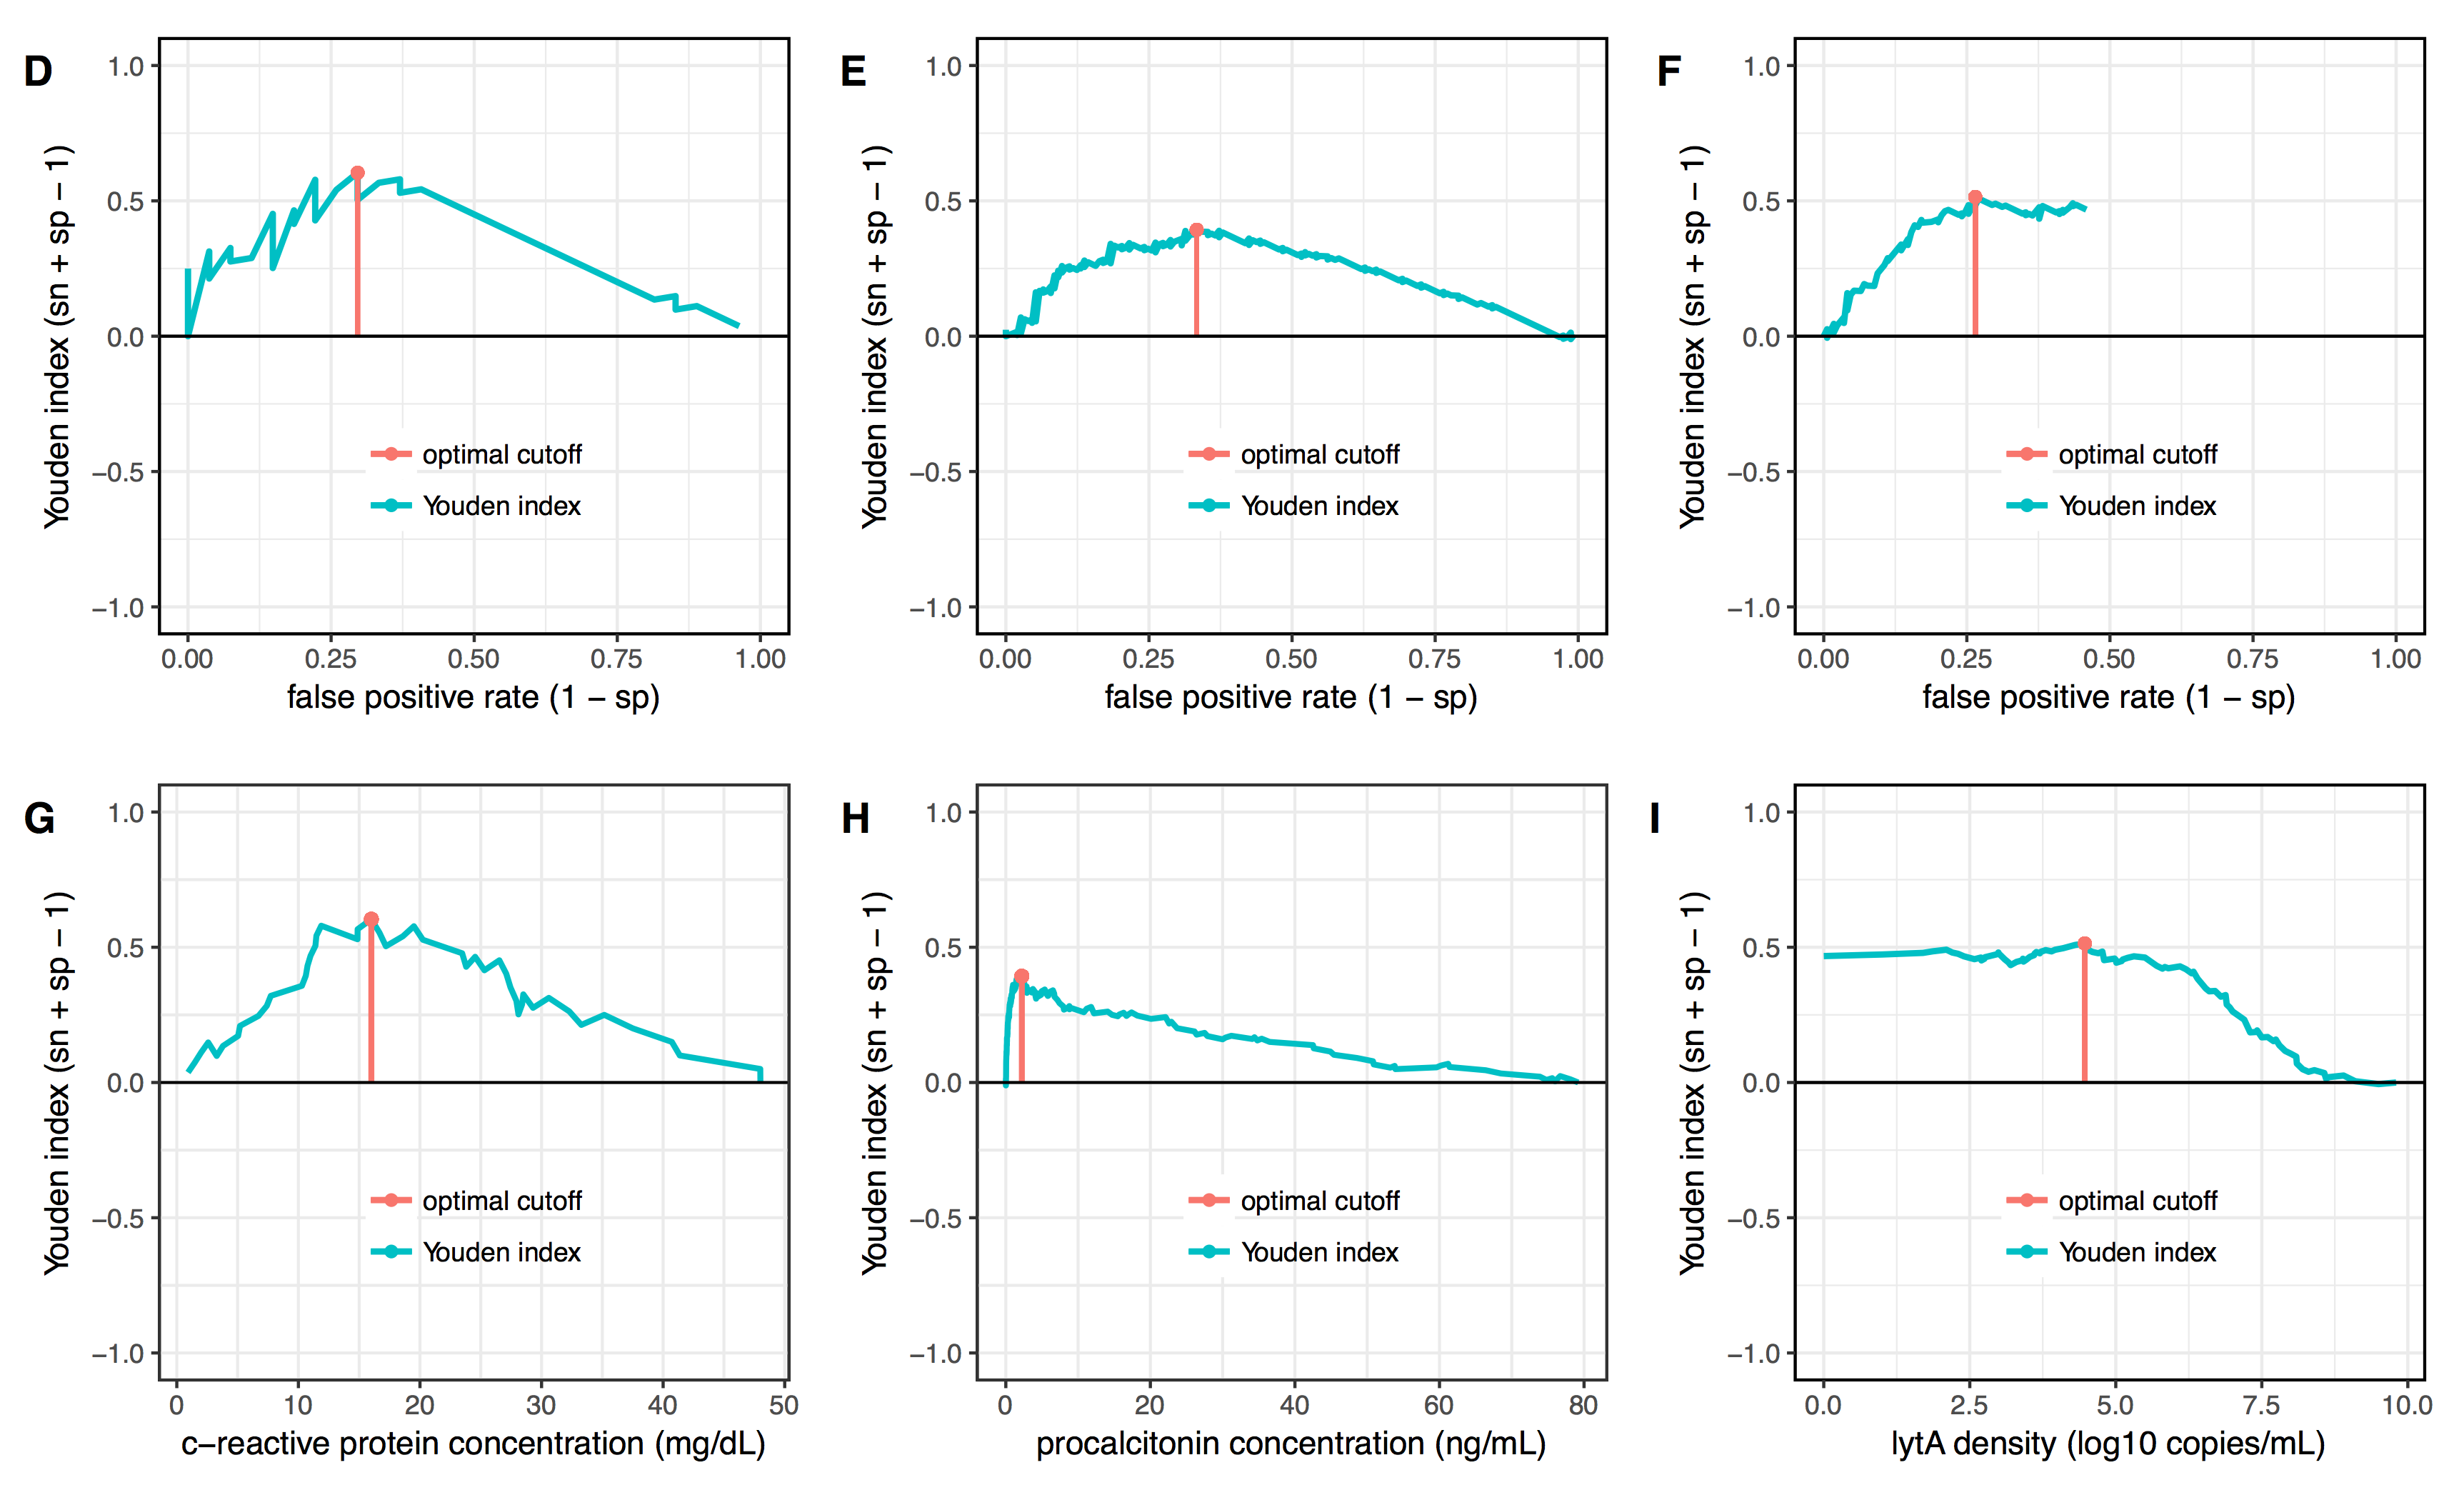 D
1.0
0.5
0.0
−0.5
−1.0
Youden index (sn + sp − 1)
optimal cutoff
Youden index
0.00 0.25 0.50 0.75 1.00
false positive rate (1 − sp)
E
1.0
0.5
0.0
−0.5
−1.0
Youden index (sn + sp − 1)
optimal cutoff
Youden index
0.00 0.25 0.50 0.75 1.00
false positive rate (1 − sp)
F
1.0
0.5
0.0
−0.5
−1.0
Youden index (sn + sp − 1)
optimal cutoff
Youden index
0.00 0.25 0.50 0.75 1.00
false positive rate (1 − sp)
G
1.0
0.5
0.0
−0.5
−1.0
Youden index (sn + sp − 1)
optimal cutoff
Youden index
0 10 20 30 40 50
c−reactive protein concentration (mg/dL)
H
1.0
0.5
0.0
−0.5
−1.0
Youden index (sn + sp − 1)
optimal cutoff
Youden index
0 20 40 60 80
procalcitonin concentration (ng/mL)
I
1.0
0.5
0.0
−0.5
−1.0
Youden index (sn + sp − 1)
optimal cutoff
Youden index
0.0 2.5 5.0 7.5 10.0
lytA density (log10 copies/mL)